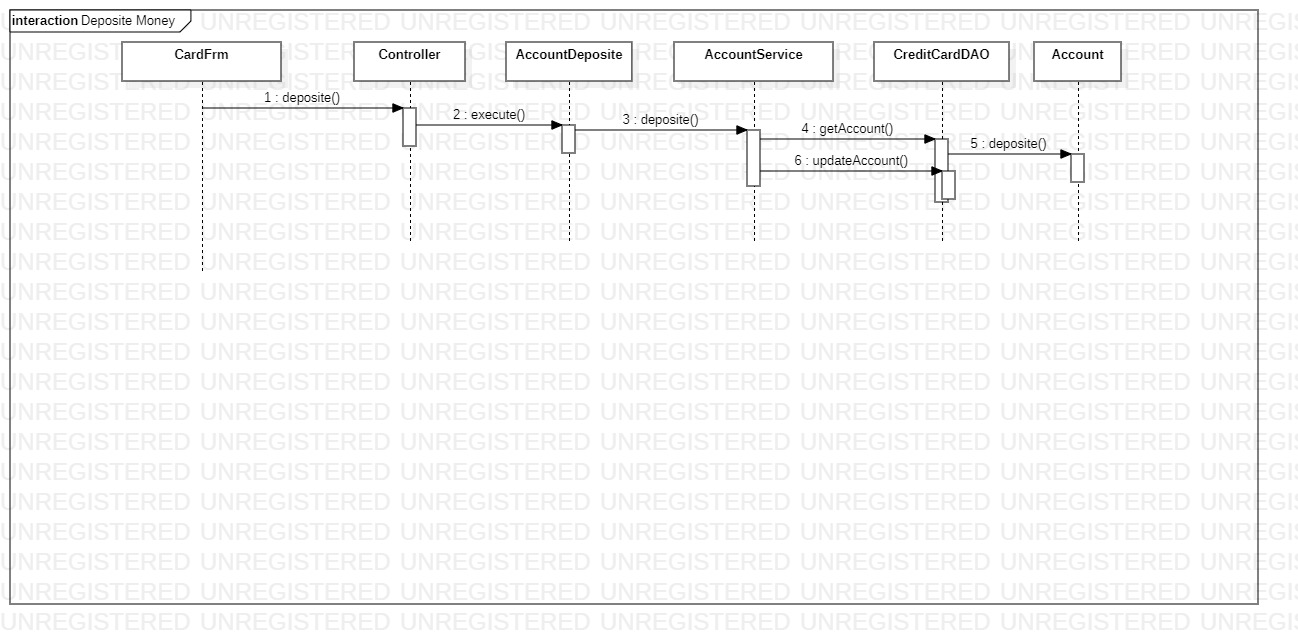 interaction Deposite Money
CardFrm
Controller
AccountDeposite
AccountService
CreditCardDAO
Account
1 : deposite()
2 : execute()
3 : deposite()
4 : getAccount()
5 : deposite()
6 : updateAccount()
UNREGISTERED UNREGISTERED UNREGISTERED UNREGISTERED UNREGISTERED UNREGISTERED UNREGIS